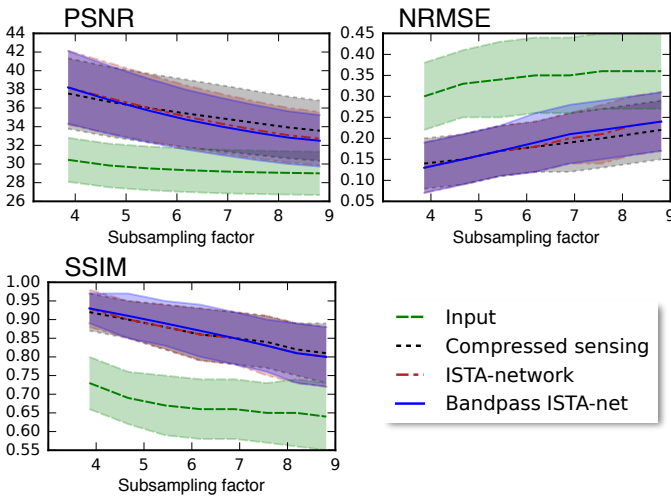 PSNR
44
42
40
38
36
34
32
30
28
26
3 4 5 6 7 8 9
Subsampling factor
NRMSE
0.45
0.40
0.35
0.30
0.25
0.20
0.15
0.10
0.05
3 4 5 6 7 8 9
Subsampling factor
SSIM
1.00
0.95
0.90
0.85
0.80
0.75
0.70
0.65
0.60
0.55
3 4 5 6 7 8 9
Subsampling factor
Input
Compressed sensing
ISTA-network
Bandpass ISTA-net